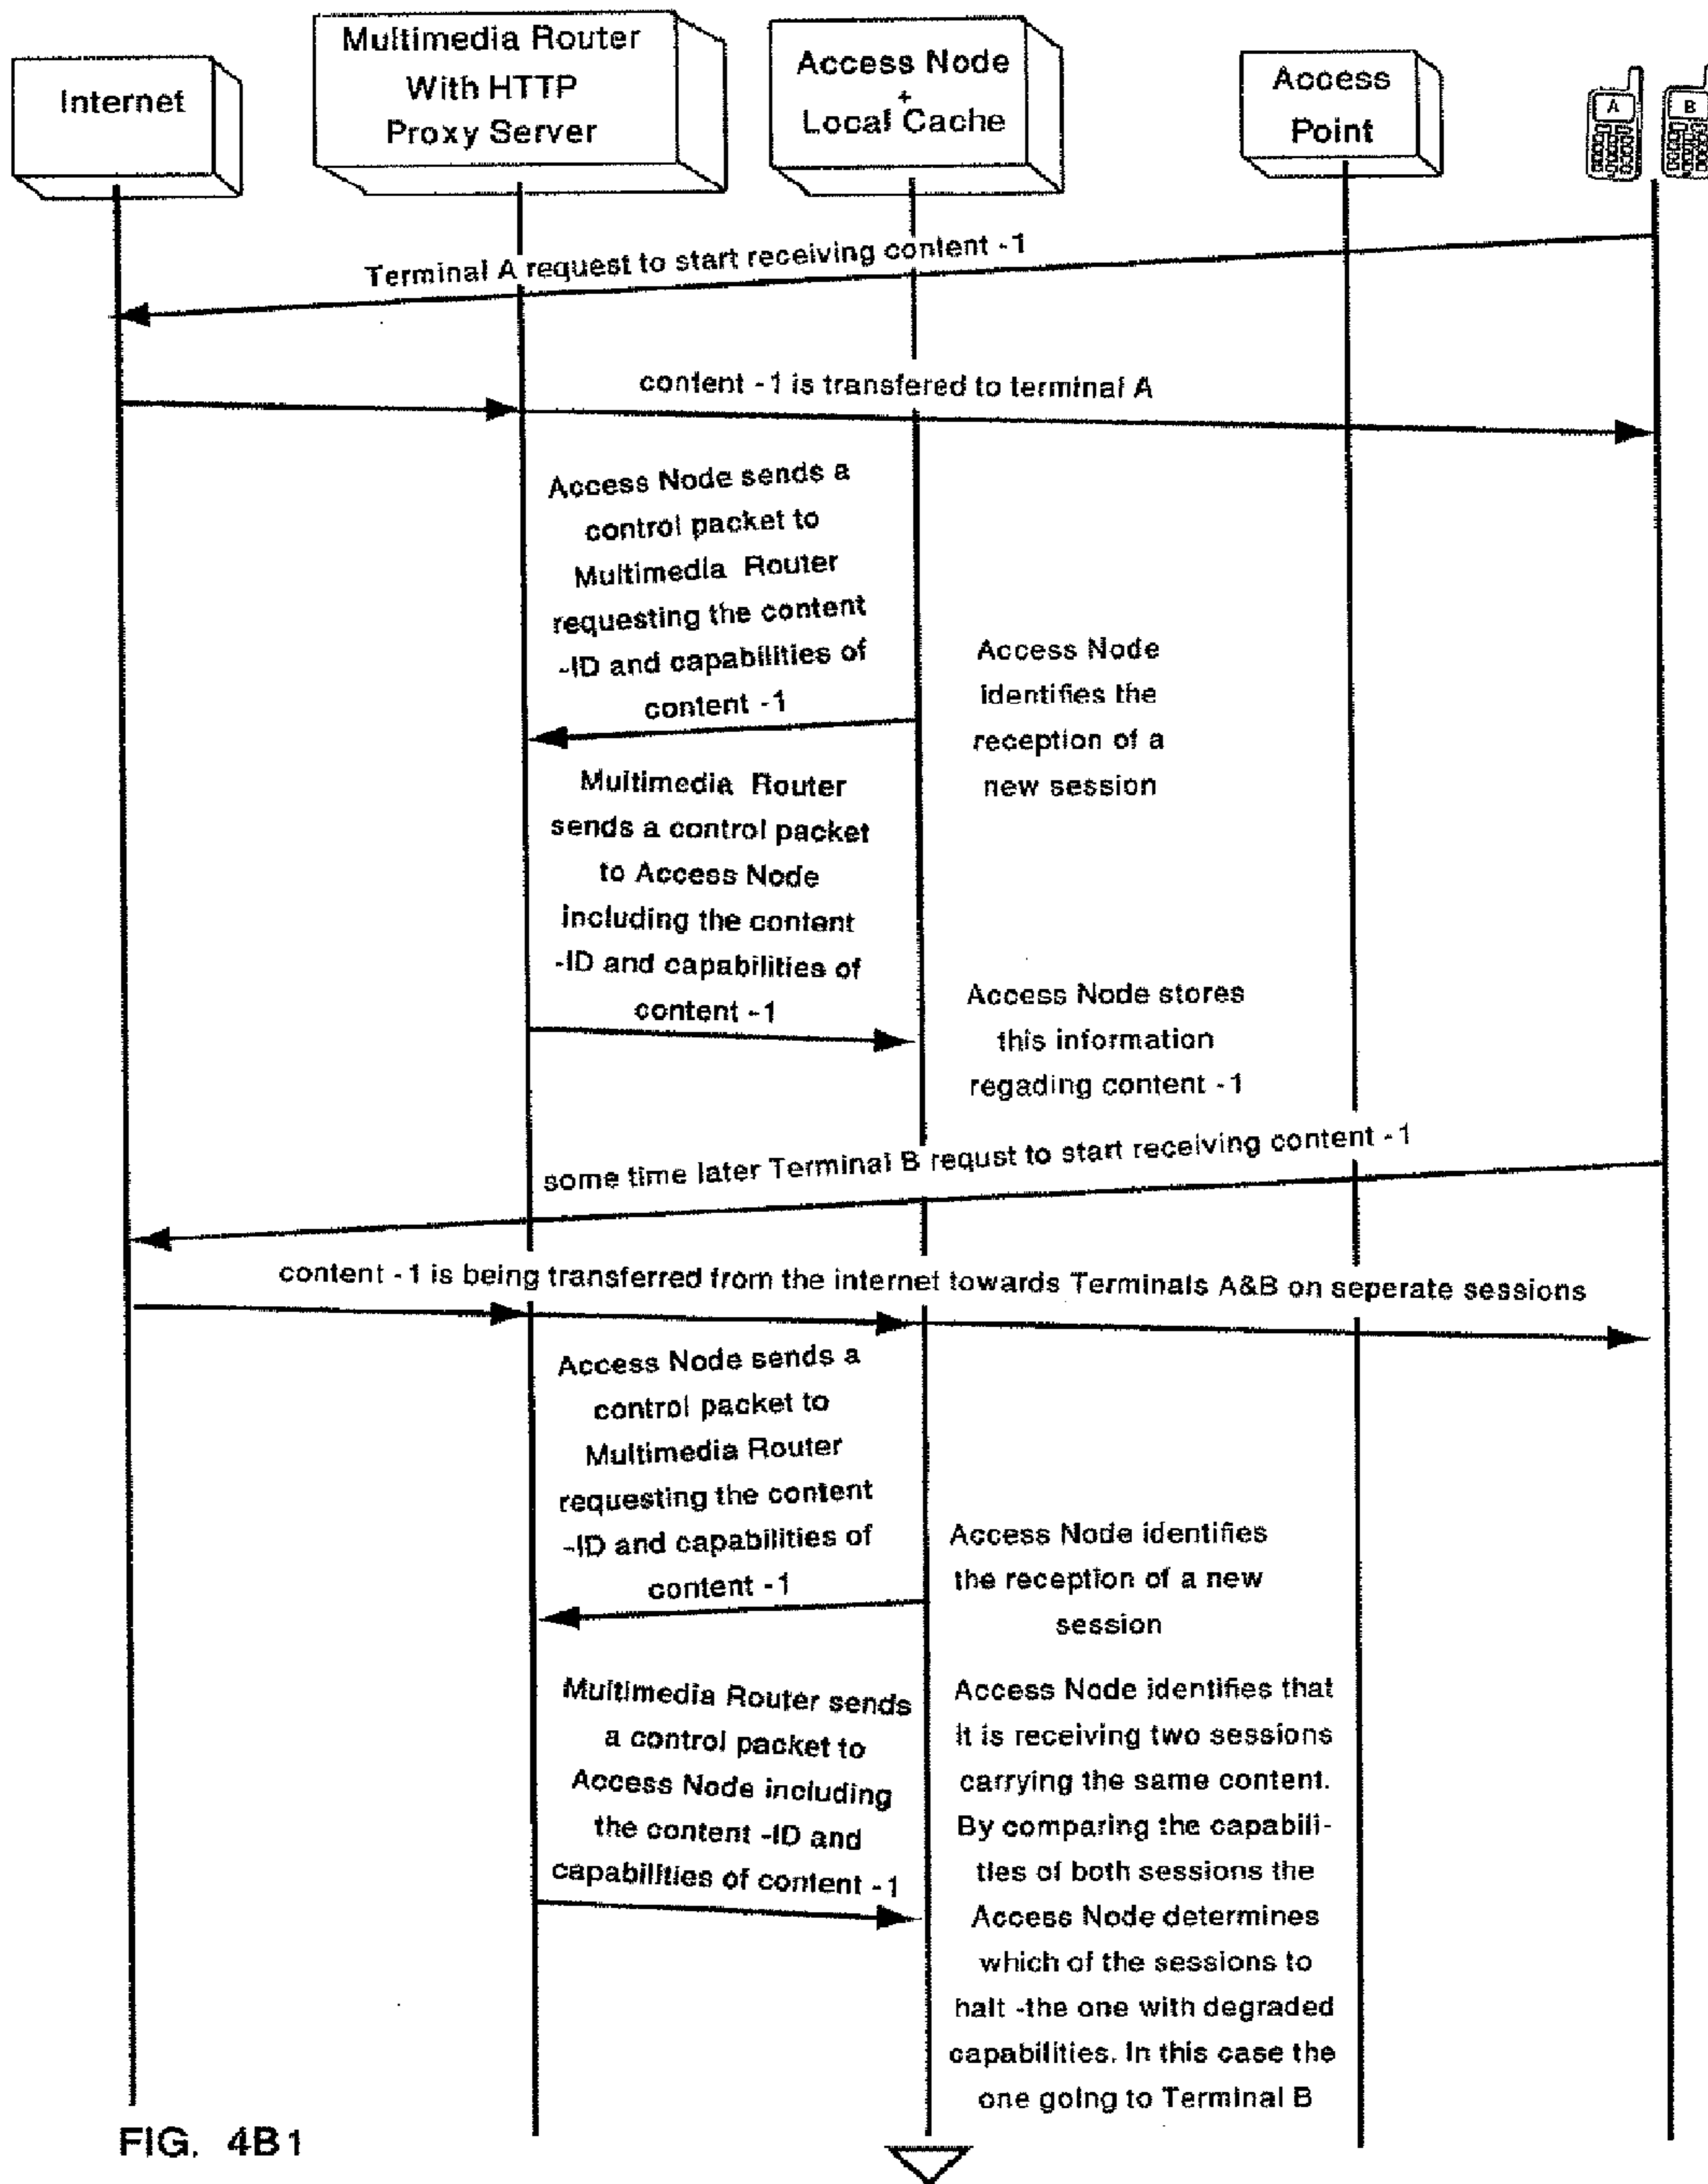 Internet
Multimedia Router
With HTTP
Proxy Server
Access Node
+
Local Cache
Access
Point
A
B
Terminal A request to start receiving content -1
content -1 is transfered to terminal A
Access Node sends a
control packet to
Multimedia Router
requesting the content
-ID and capabilities of
content -1
Access Node
identifies the
reception of a
new session
Multimedia Router
sends a control packet
to Access Node
including the content
-ID and capabilities of
content -1
Access Node stores
this information
regading content -1
some time later Terminal B requst to start receiving content -1
content -1 is being transferred from the internet towards Terminals A&B on seperate sessions
Access Node sends a
control packet to
Multimedia Router
requesting the content
-ID and capabilities of
content -1
Access Node identifies
the reception of a new
session
Multimedia Router sends
a control packet to
Access Node including
the content -ID and
capabilities of content -1
Access Node identifies that
it is receiving two sessions
carrying the same content.
By comparing the capabili-
ties of both sessions the
Access Node determines
which of the sessions to
halt -the one with degraded
capabilities. In this case the
one going to Terminal B
FIG. 4B1